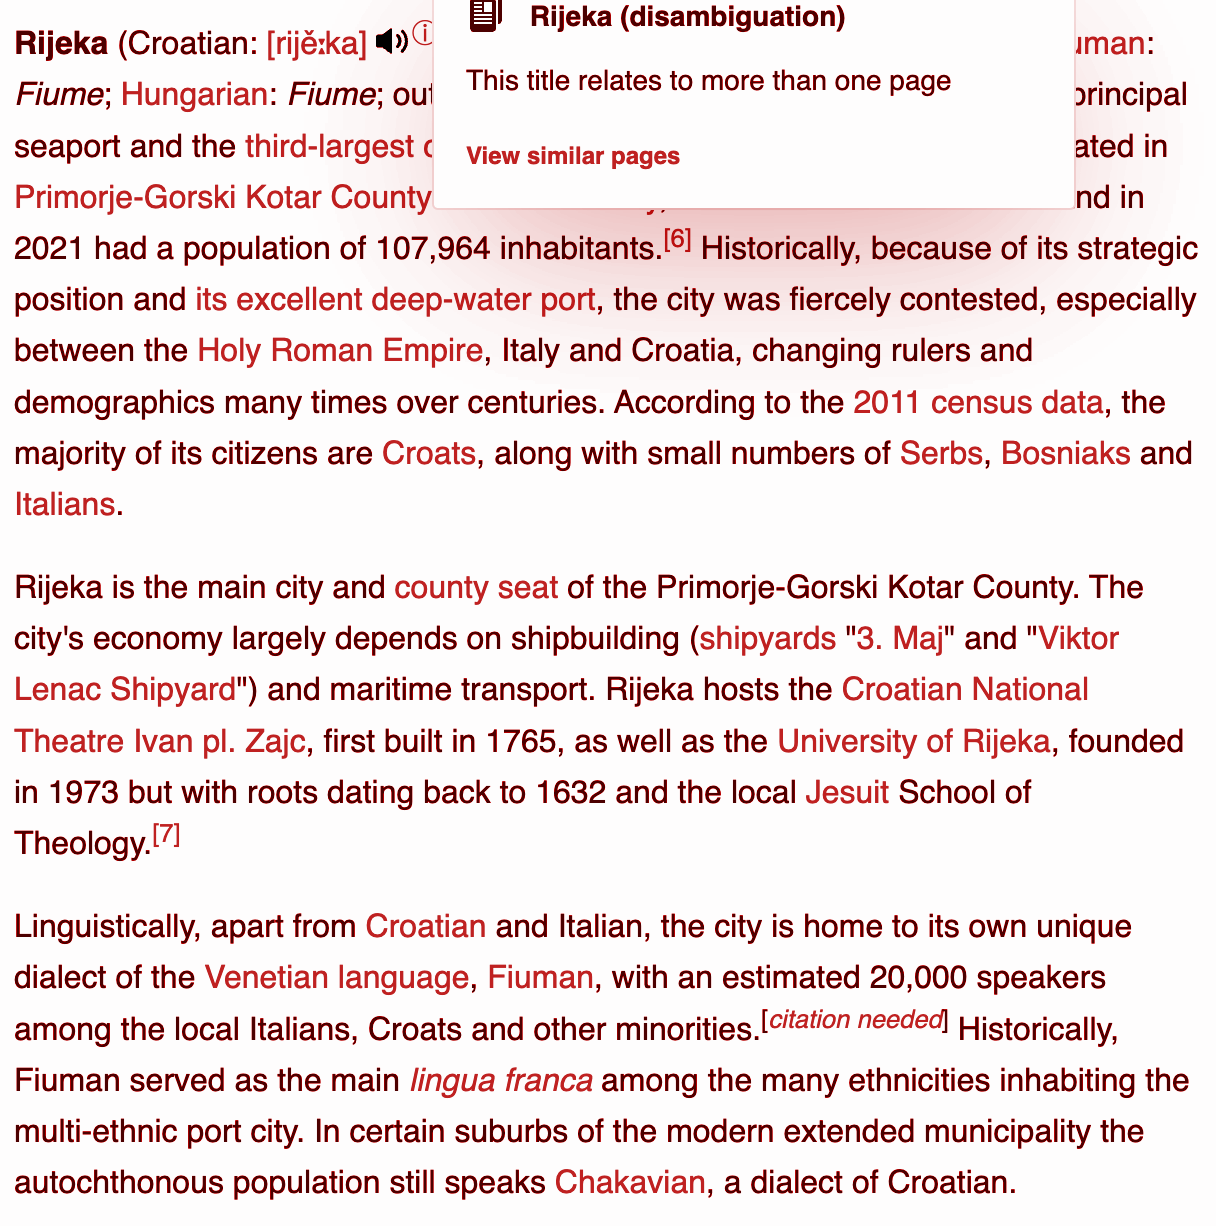 Rijeka (disambiguation)
This title relates to more than one page
View similar pages
Rijeka (Croatian: [rijěːka] uman:
Fiume; Hungarian: Fiume; principal
seaport and the third-largest ated in
Primorje-Gorski Kotar County nd in
2021 had a population of 107,964 inhabitants.[6] Historically, because of its strategic
position and its excellent deep-water port, the city was fiercely contested, especially
between the Holy Roman Empire, Italy and Croatia, changing rulers and
demographics many times over centuries. According to the 2011 census data, the
majority of its citizens are Croats, along with small numbers of Serbs, Bosniaks and
Italians.
Rijeka is the main city and county seat of the Primorje-Gorski Kotar County. The
city's economy largely depends on shipbuilding (shipyards "3. Maj" and "Viktor
Lenac Shipyard") and maritime transport. Rijeka hosts the Croatian National
Theatre Ivan pl. Zajc, first built in 1765, as well as the University of Rijeka, founded
in 1973 but with roots dating back to 1632 and the local Jesuit School of
Theology.[7]
Linguistically, apart from Croatian and Italian, the city is home to its own unique
dialect of the Venetian language, Fiuman, with an estimated 20,000 speakers
among the local Italians, Croats and other minorities.[citation needed] Historically,
Fiuman served as the main lingua franca among the many ethnicities inhabiting the
multi-ethnic port city. In certain suburbs of the modern extended municipality the
autochthonous population still speaks Chakavian, a dialect of Croatian.